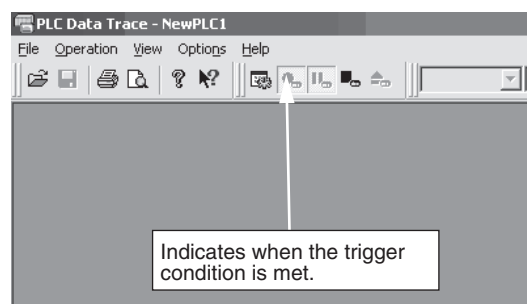 PLC Data Trace - NewPLC1
File Operation View Options Help
Indicates when the trigger
condition is met.